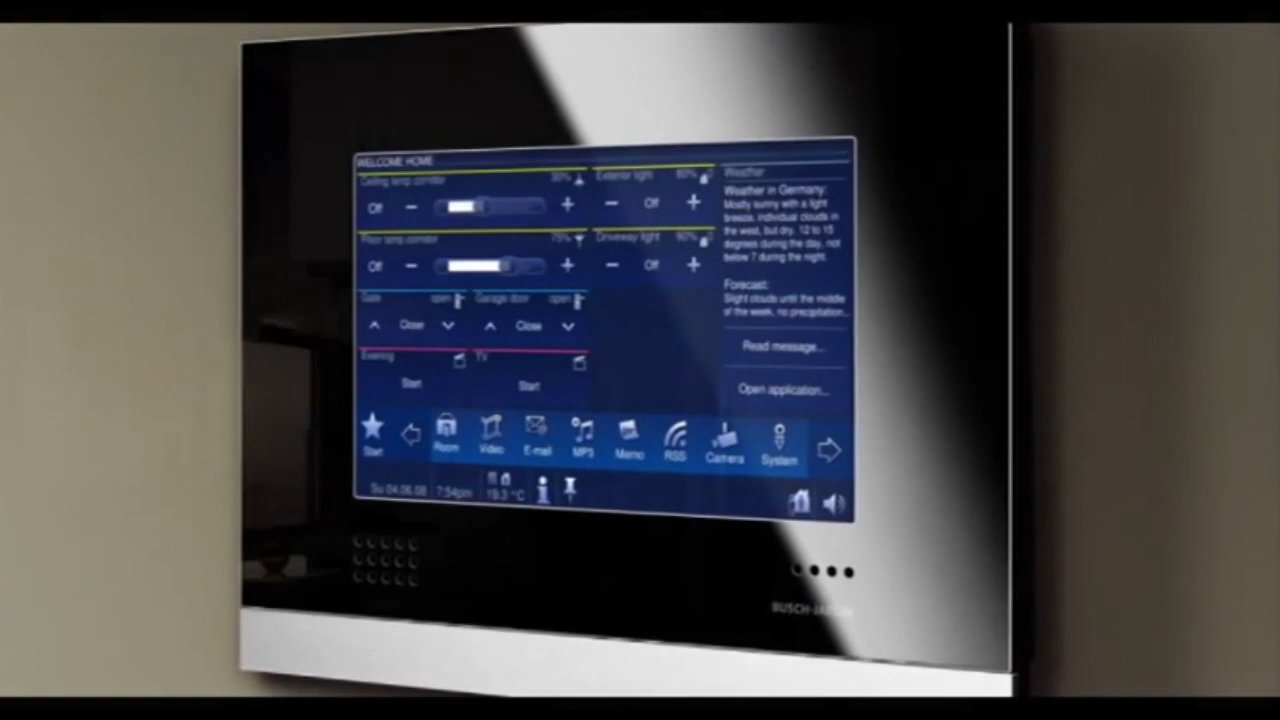 WELCOME HOME
Ceiling lamp corridor 30%
Exterior light 60%
Off − +
− Off +
Floor lamp corridor 75%
Driveway light 90%
Off − +
− Off +
Gate open
Garage door open
Close
Close
Evening
TV
Start
Start
Weather
Weather in Germany:
Mostly sunny with a light
breeze, individual clouds in
the west, but dry. 12 to 15
degrees during the day, not
below 7 during the night.
Forecast:
Slight clouds until the middle
of the week, no precipitation...
Read message...
Open application...
Start
Room
Video
E-mail
MP3
Memo
RSS
Camera
System
Su 04.06.08 7:54pm 19.3 °C
BUSCH-JAEGER